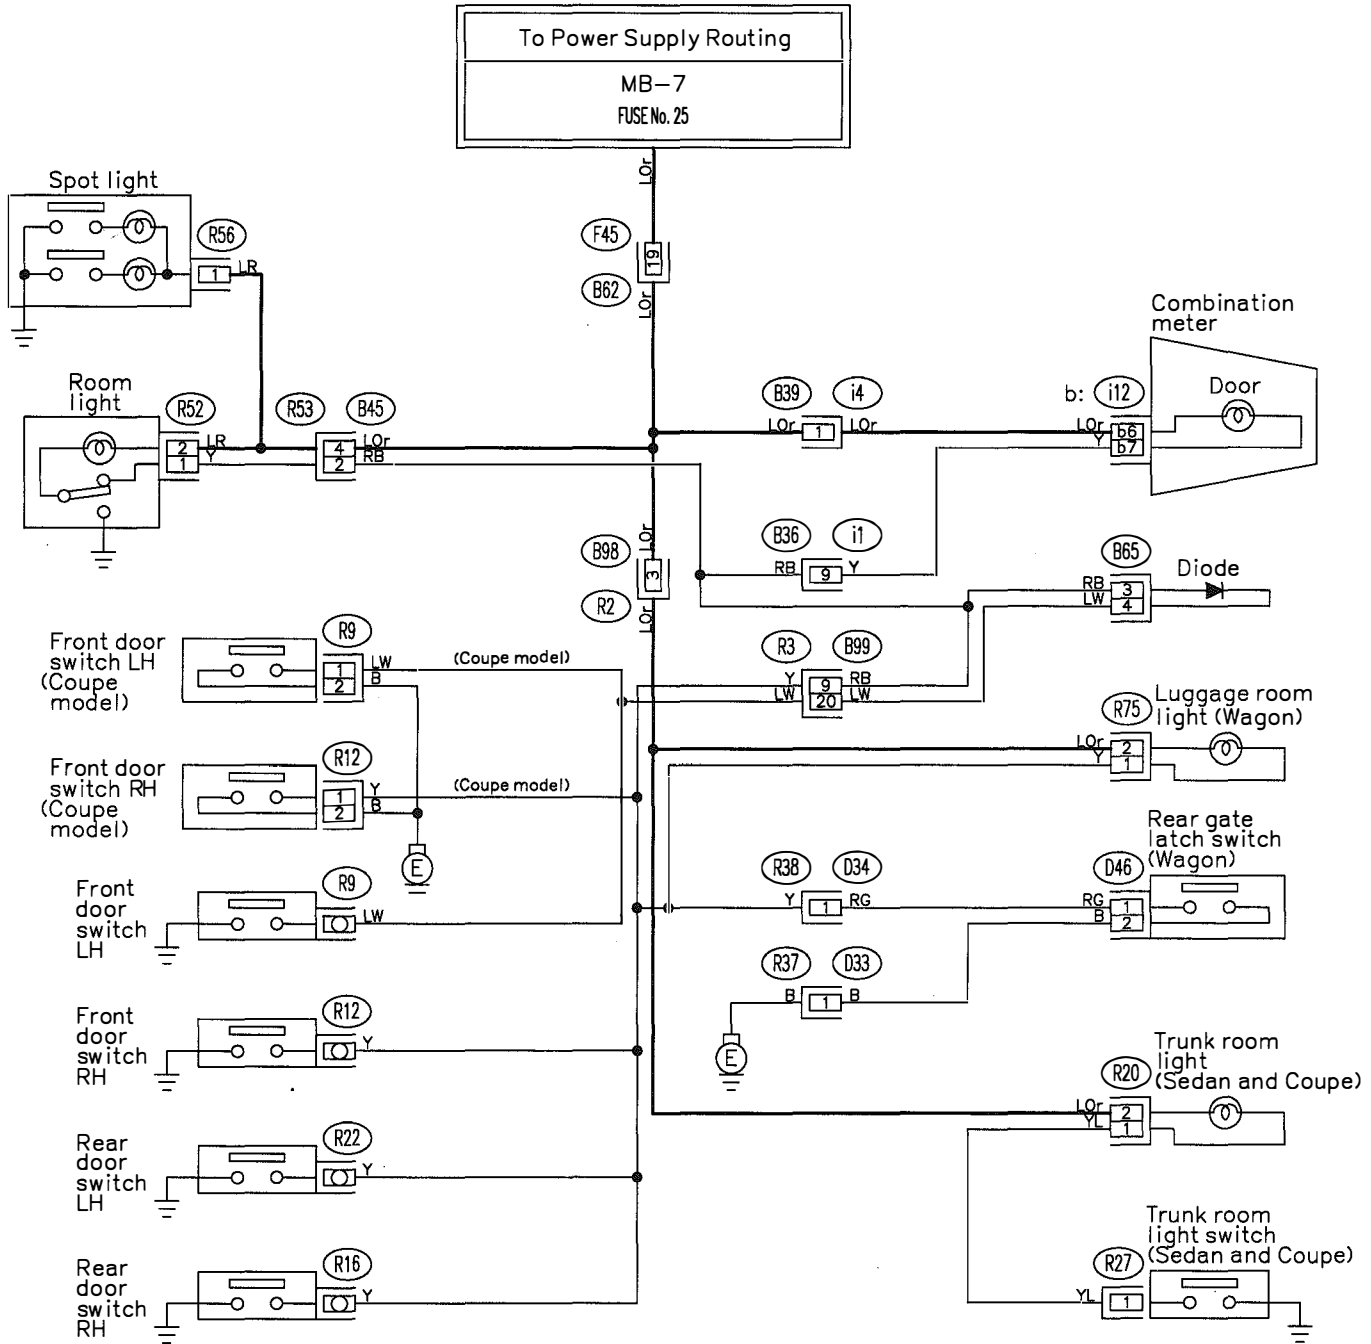 To Power Supply Routing
MB-7
FUSE No. 25
LOr
F45
19
B62
LOr
Spot light
R56
1
LR
Room
light
R52
R53
B45
2
LR
4
LOr
1
Y
2
RB
B39
i4
LOr
1
LOr
b:
i12
LOr
b6
Y
b7
Combination
meter
Door
LOr
B98
3
R2
LOr
B36
i1
RB
9
Y
B65
RB
3
LW
4
Diode
R3
B99
Y
9
RB
LW
20
LW
Front door
switch LH
(Coupe
model)
R9
1
LW
2
B
(Coupe model)
R75
Luggage room
light (Wagon)
LOr
2
Y
1
Front door
switch RH
(Coupe
model)
R12
1
Y
2
B
(Coupe model)
E
Rear gate
latch switch
(Wagon)
R38
D34
Y
1
RG
D46
RG
1
B
2
Front
door
switch
LH
R9
LW
R37
D33
B
1
B
E
Front
door
switch
RH
R12
Y
Trunk room
light
(Sedan and Coupe)
R20
LOr
2
YL
1
Rear
door
switch
LH
R22
Y
Trunk room
light switch
(Sedan and Coupe)
R27
YL
1
Rear
door
switch
RH
R16
Y